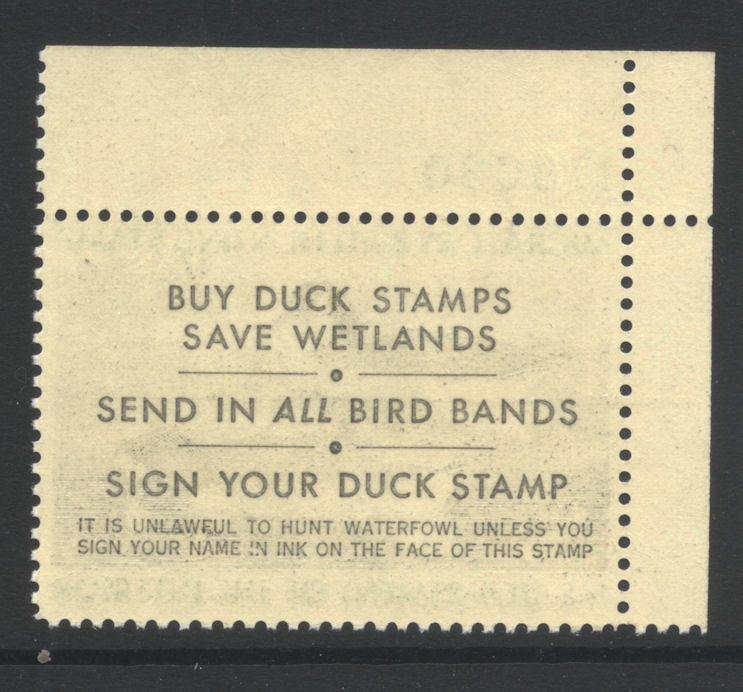 BUY DUCK STAMPS
SAVE WETLANDS
SEND IN ALL BIRD BANDS
SIGN YOUR DUCK STAMP
IT IS UNLAWFUL TO HUNT WATERFOWL UNLESS YOU
SIGN YOUR NAME IN INK ON THE FACE OF THIS STAMP